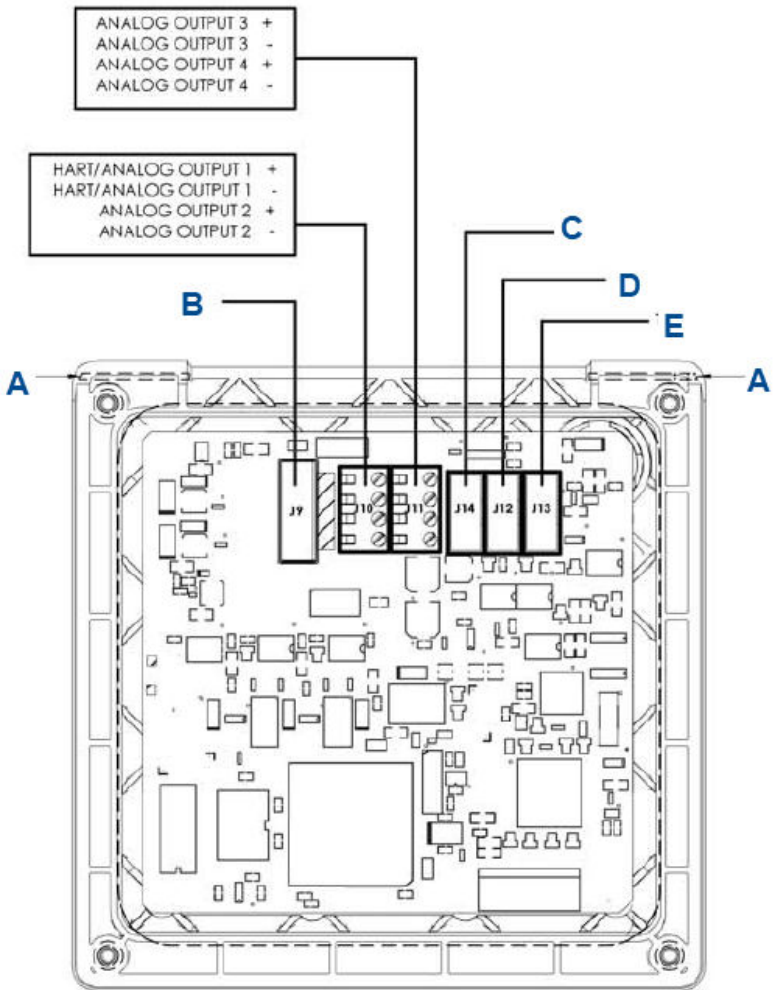 ANALOG OUTPUT 3 +
ANALOG OUTPUT 3 -
ANALOG OUTPUT 4 +
ANALOG OUTPUT 4 -
HART/ANALOG OUTPUT 1 +
HART/ANALOG OUTPUT 1 -
ANALOG OUTPUT 2 +
ANALOG OUTPUT 2 -
C
D
B
E
A
A
J9
J10
J11
J14
J12
J13